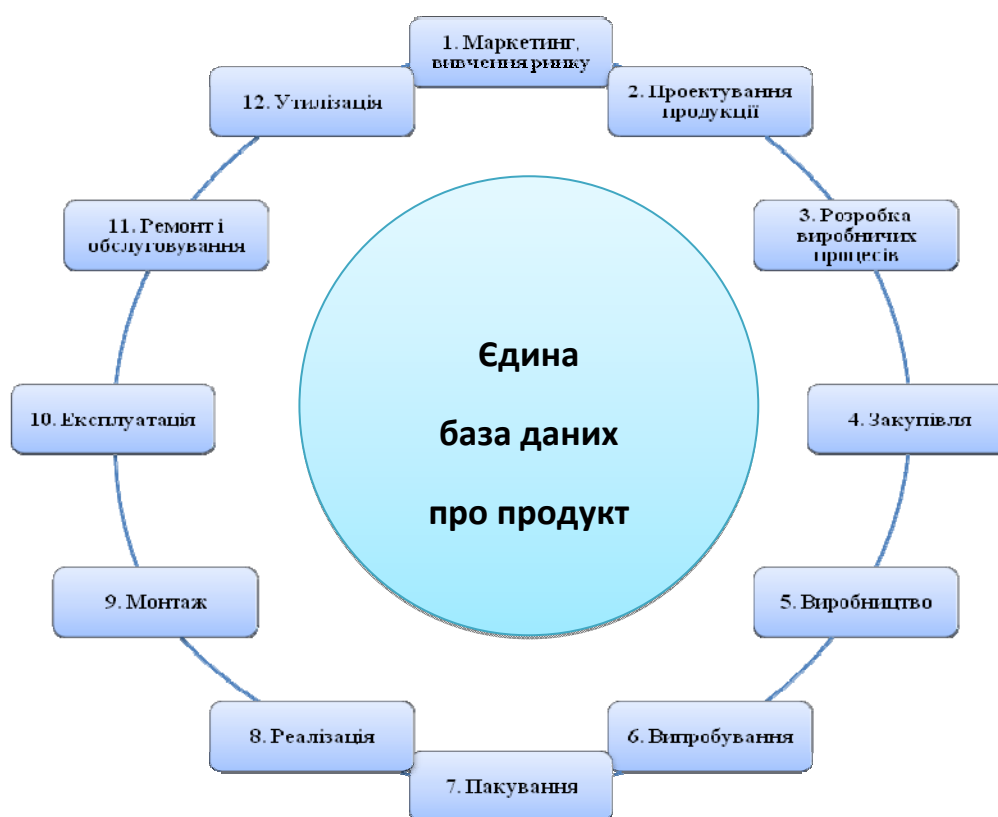 1. Маркетинг,
вивчення ринку
2. Проектування
продукції
3. Розробка
виробничих
процесів
4. Закупівля
5. Виробництво
6. Випробування
7. Пакування
8. Реалізація
9. Монтаж
10. Експлуатація
11. Ремонт і
обслуговування
12. Утилізація
Єдина
база даних
про продукт